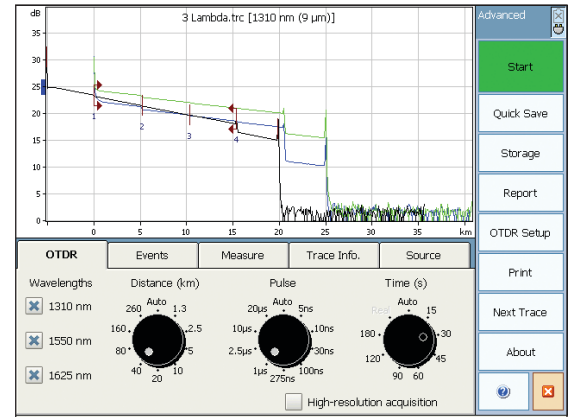 dB
3 Lambda.trc [1310 nm (9 µm)]
Advanced
35
30
25
20
15
10
5
0
1
2
3
4
0 5 10 15 20 25 30 35 km
Start
Quick Save
Storage
Report
OTDR Setup
Print
Next Trace
About
OTDR Events Measure Trace Info. Source
Wavelengths
1310 nm
1550 nm
1625 nm
Distance (km)
Auto
260 1.3
160 2.5
80 5
40 10
20
Pulse
Auto
20µs 5ns
10µs 10ns
2.5µs 30ns
1µs 100ns
275ns
Time (s)
Auto
Real 15
180 30
120 45
90 60
High-resolution acquisition